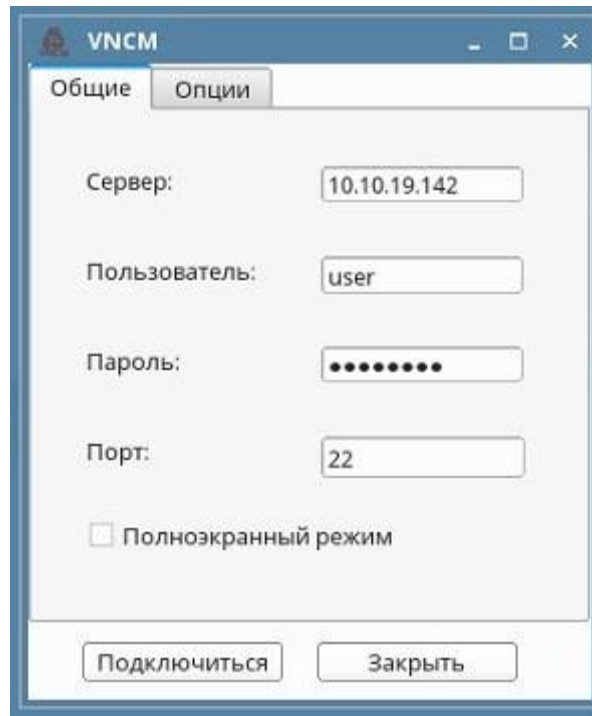 VNCM
Общие Опции
Сервер: 10.10.19.142
Пользователь: user
Пароль: ••••••••
Порт: 22
Полноэкранный режим
Подключиться Закрыть